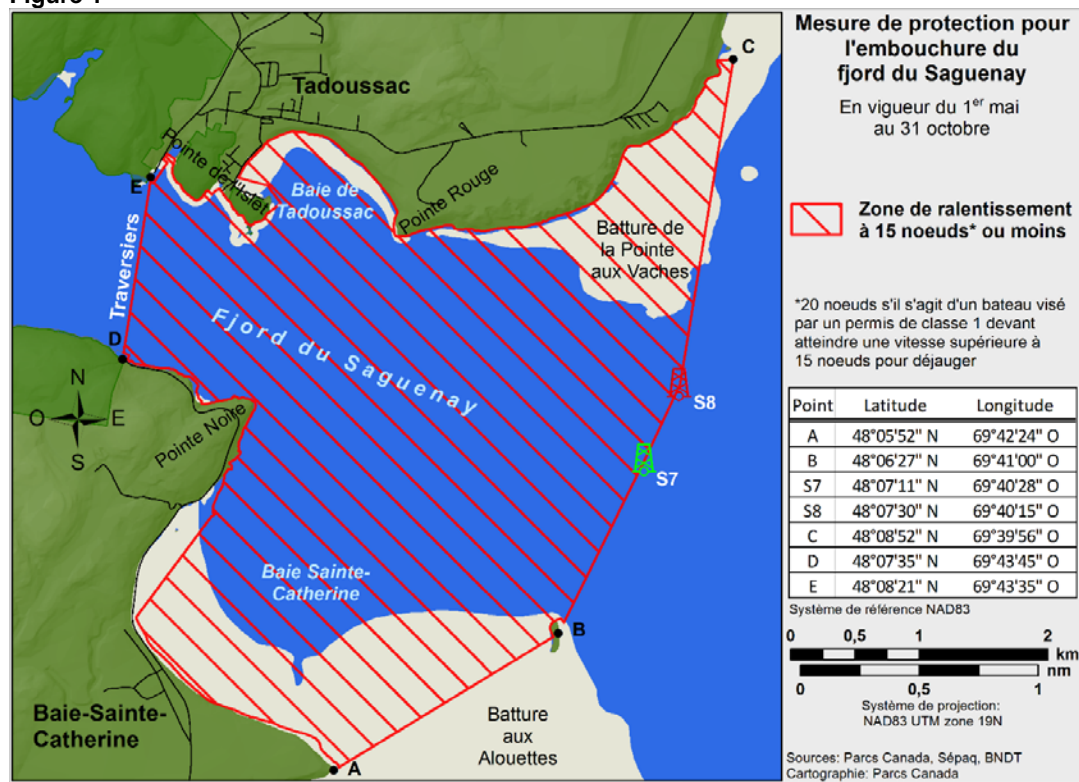 Mesure de protection pour
l'embouchure du
fjord du Saguenay
En vigueur du 1er mai
au 31 octobre
Zone de ralentissement
à 15 noeuds* ou moins
*20 noeuds s'il s'agit d'un bateau visé
par un permis de classe 1 devant
atteindre une vitesse supérieure à
15 noeuds pour déjauger
Point Latitude Longitude
A 48°05'52" N 69°42'24" O
B 48°06'27" N 69°41'00" O
S7 48°07'11" N 69°40'28" O
S8 48°07'30" N 69°40'15" O
C 48°08'52" N 69°39'56" O
D 48°07'35" N 69°43'45" O
E 48°08'21" N 69°43'35" O
Système de référence NAD83
0 0,5 1 2
km
nm
0 0,5 1
Système de projection:
NAD83 UTM zone 19N
Sources: Parcs Canada, Sépaq, BNDT
Cartographie: Parcs Canada
C
Tadoussac
Pointe de l'Islet
E
Baie de
Tadoussac
Pointe Rouge
Batture de
la Pointe
aux Vaches
Traversiers
Fjord du Saguenay
D
N
O E
S
Pointe Noire
S8
S7
Baie Sainte-
Catherine
B
Baie-Sainte-
Catherine
Batture
aux
Alouettes
A